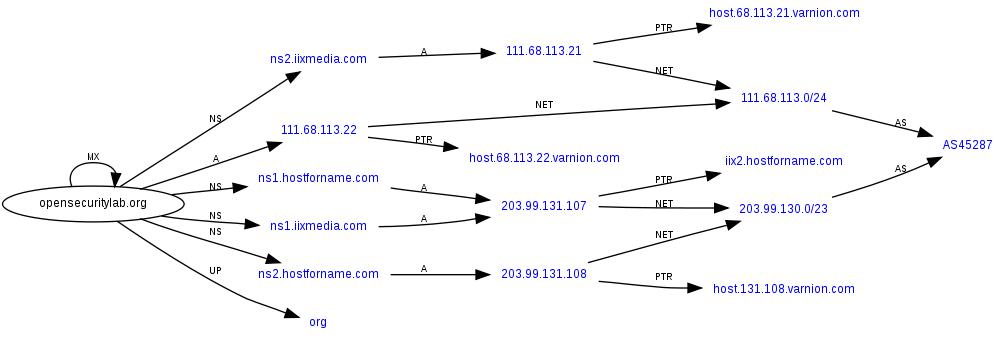 host.68.113.21.varnion.com
PTR
ns2.iixmedia.com
A
111.68.113.21
NET
111.68.113.0/24
NS
111.68.113.22
NET
AS
A
PTR
AS45287
MX
host.68.113.22.varnion.com
iix2.hostforname.com
ns1.hostforname.com
PTR
AS
NS
A
opensecuritylab.org
203.99.131.107
NET
203.99.130.0/23
NS
ns1.iixmedia.com
A
NS
NET
UP
ns2.hostforname.com
A
203.99.131.108
PTR
host.131.108.varnion.com
org